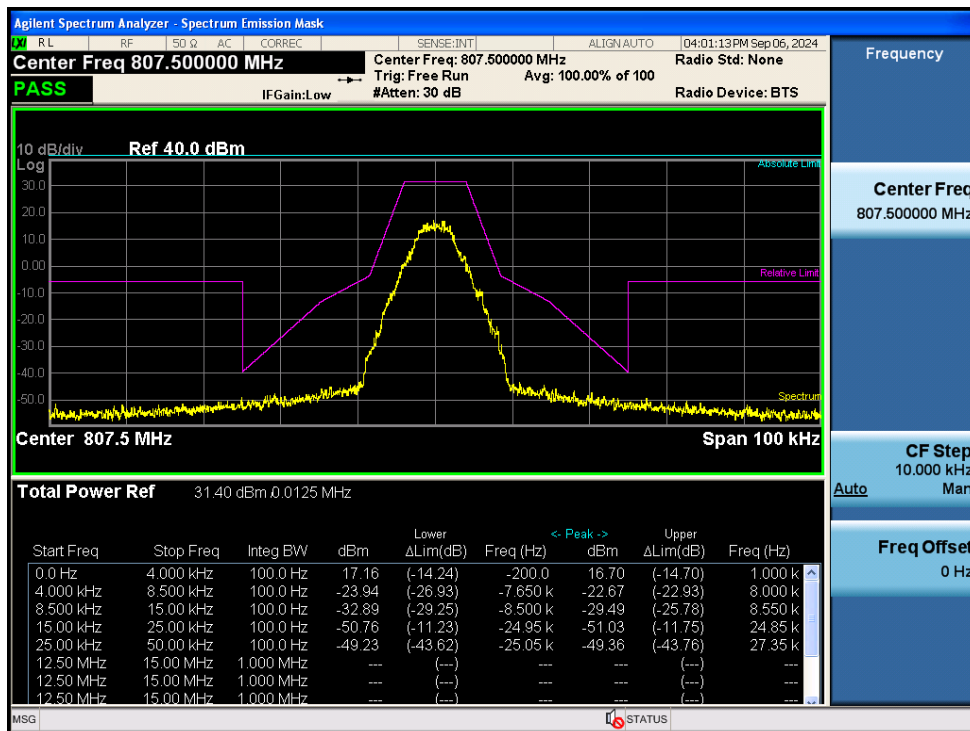 Agilent Spectrum Analyzer - Spectrum Emission Mask
LXI RL RF 50 Ω AC CORREC SENSE:INT ALIGN AUTO 04:01:13 PM Sep 06, 2024
Center Freq 807.500000 MHz
Center Freq: 807.500000 MHz Radio Std: None
Trig: Free Run Avg: 100.00% of 100
PASS
IFGain:Low #Atten: 30 dB Radio Device: BTS
10 dB/div Ref 40.0 dBm
Log
Absolute Limit
30.0
20.0
10.0
0.00
Relative Limit
-10.0
-20.0
-30.0
-40.0
-50.0
Spectrum
Center 807.5 MHz Span 100 kHz
Total Power Ref 31.40 dBm / 0.0125 MHz
Lower <- Peak -> Upper
Start Freq Stop Freq Integ BW dBm ΔLim(dB) Freq (Hz) dBm ΔLim(dB) Freq (Hz)
0.0 Hz 4.000 kHz 100.0 Hz 17.16 (-14.24) -200.0 16.70 (-14.70) 1.000 k
4.000 kHz 8.500 kHz 100.0 Hz -23.94 (-26.93) -7.650 k -22.67 (-22.93) 8.000 k
8.500 kHz 15.00 kHz 100.0 Hz -32.89 (-29.25) -8.500 k -29.49 (-25.78) 8.550 k
15.00 kHz 25.00 kHz 100.0 Hz -50.76 (-11.23) -24.95 k -51.03 (-11.75) 24.85 k
25.00 kHz 50.00 kHz 100.0 Hz -49.23 (-43.62) -25.05 k -49.36 (-43.76) 27.35 k
12.50 MHz 15.00 MHz 1.000 MHz --- (---) --- --- (---) ---
12.50 MHz 15.00 MHz 1.000 MHz --- (---) --- --- (---) ---
12.50 MHz 15.00 MHz 1.000 MHz --- (---) --- --- (---) ---
MSG STATUS
Frequency
Center Freq
807.500000 MHz
CF Step
10.000 kHz
Auto Man
Freq Offset
0 Hz